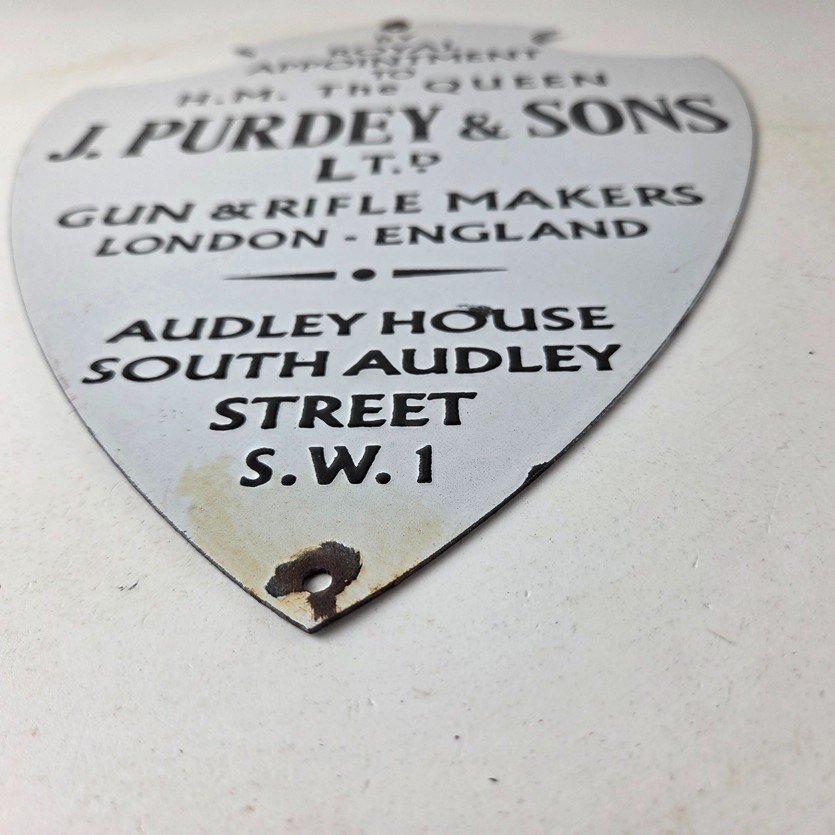 BY
ROYAL
APPOINTMENT
TO
H.M. The QUEEN
J. PURDEY & SONS
LT.D
GUN & RIFLE MAKERS
LONDON - ENGLAND
AUDLEY HOUSE
SOUTH AUDLEY
STREET
S.W. 1